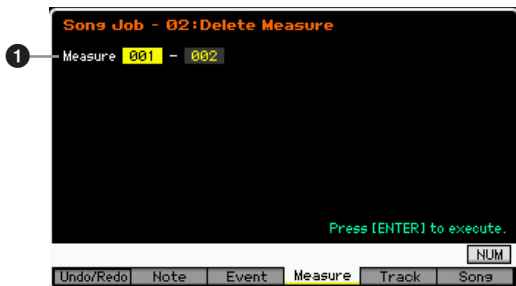 Song Job - 02:Delete Measure
1 Measure 001 - 002
Press [ENTER] to execute.
NUM
Undo/Redo Note Event Measure Track Song